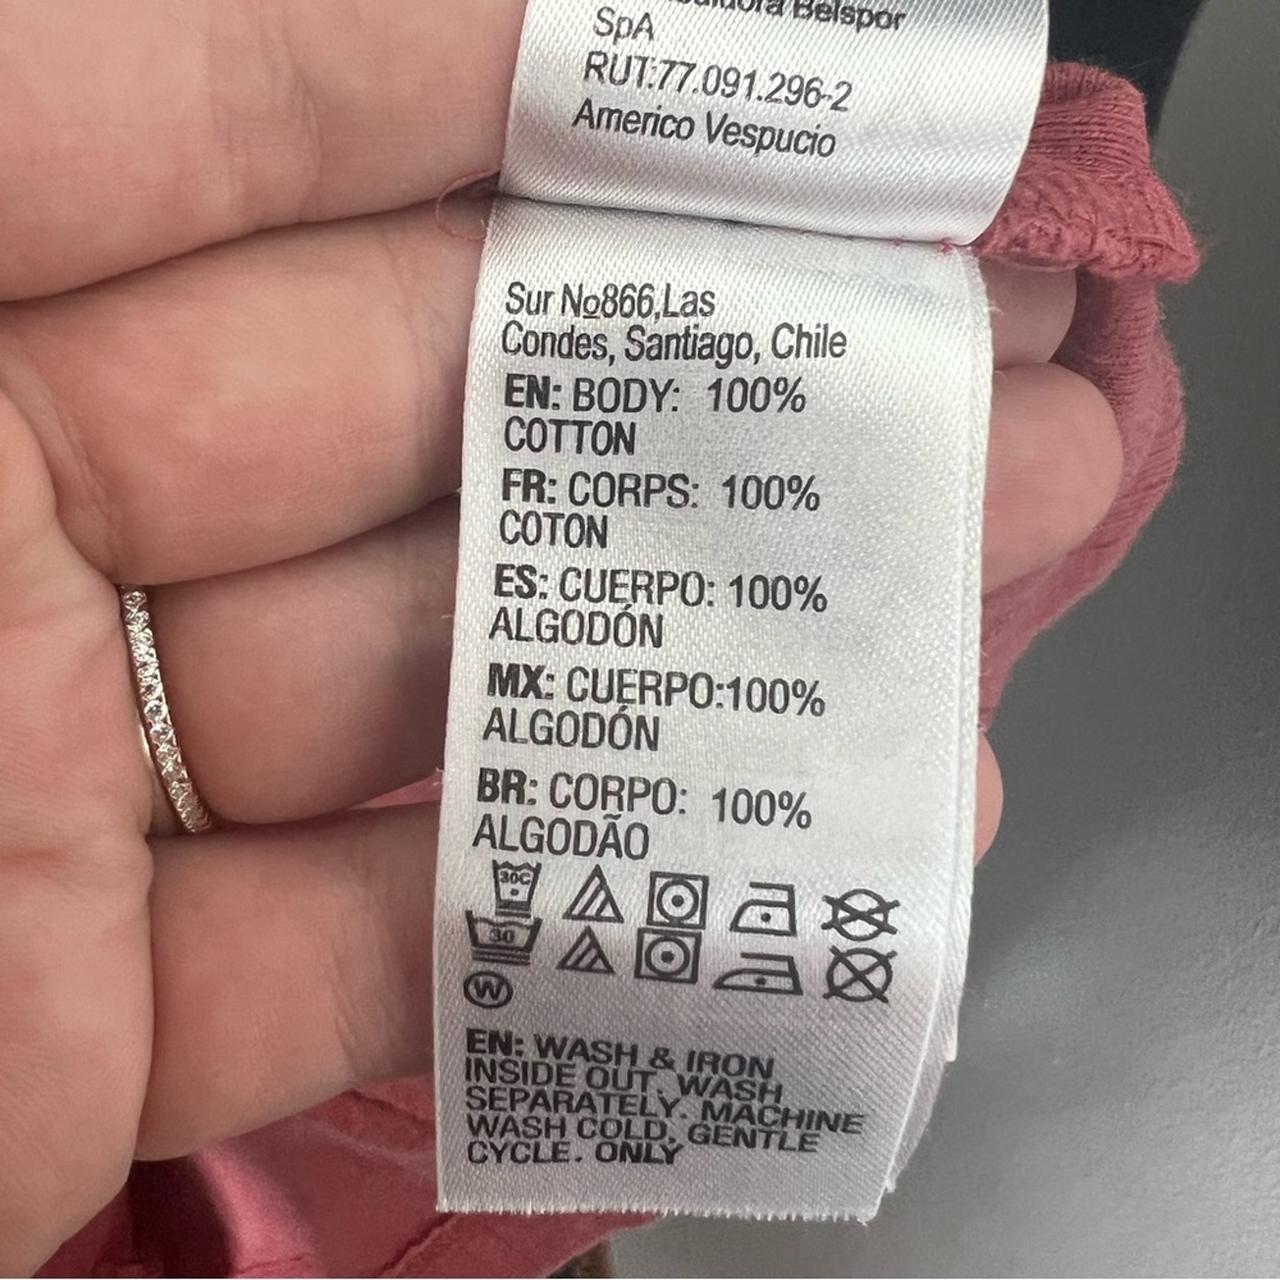 Belspor
SpA
RUT:77.091.296-2
Americo Vespucio
Sur №866,Las
Condes, Santiago, Chile
EN: BODY: 100%
COTTON
FR: CORPS: 100%
COTON
ES: CUERPO: 100%
ALGODÓN
MX: CUERPO:100%
ALGODÓN
BR: CORPO: 100%
ALGODÃO
30C
30
W
EN: WASH & IRON
INSIDE OUT. WASH
SEPARATELY. MACHINE
WASH COLD, GENTLE
CYCLE. ONLY